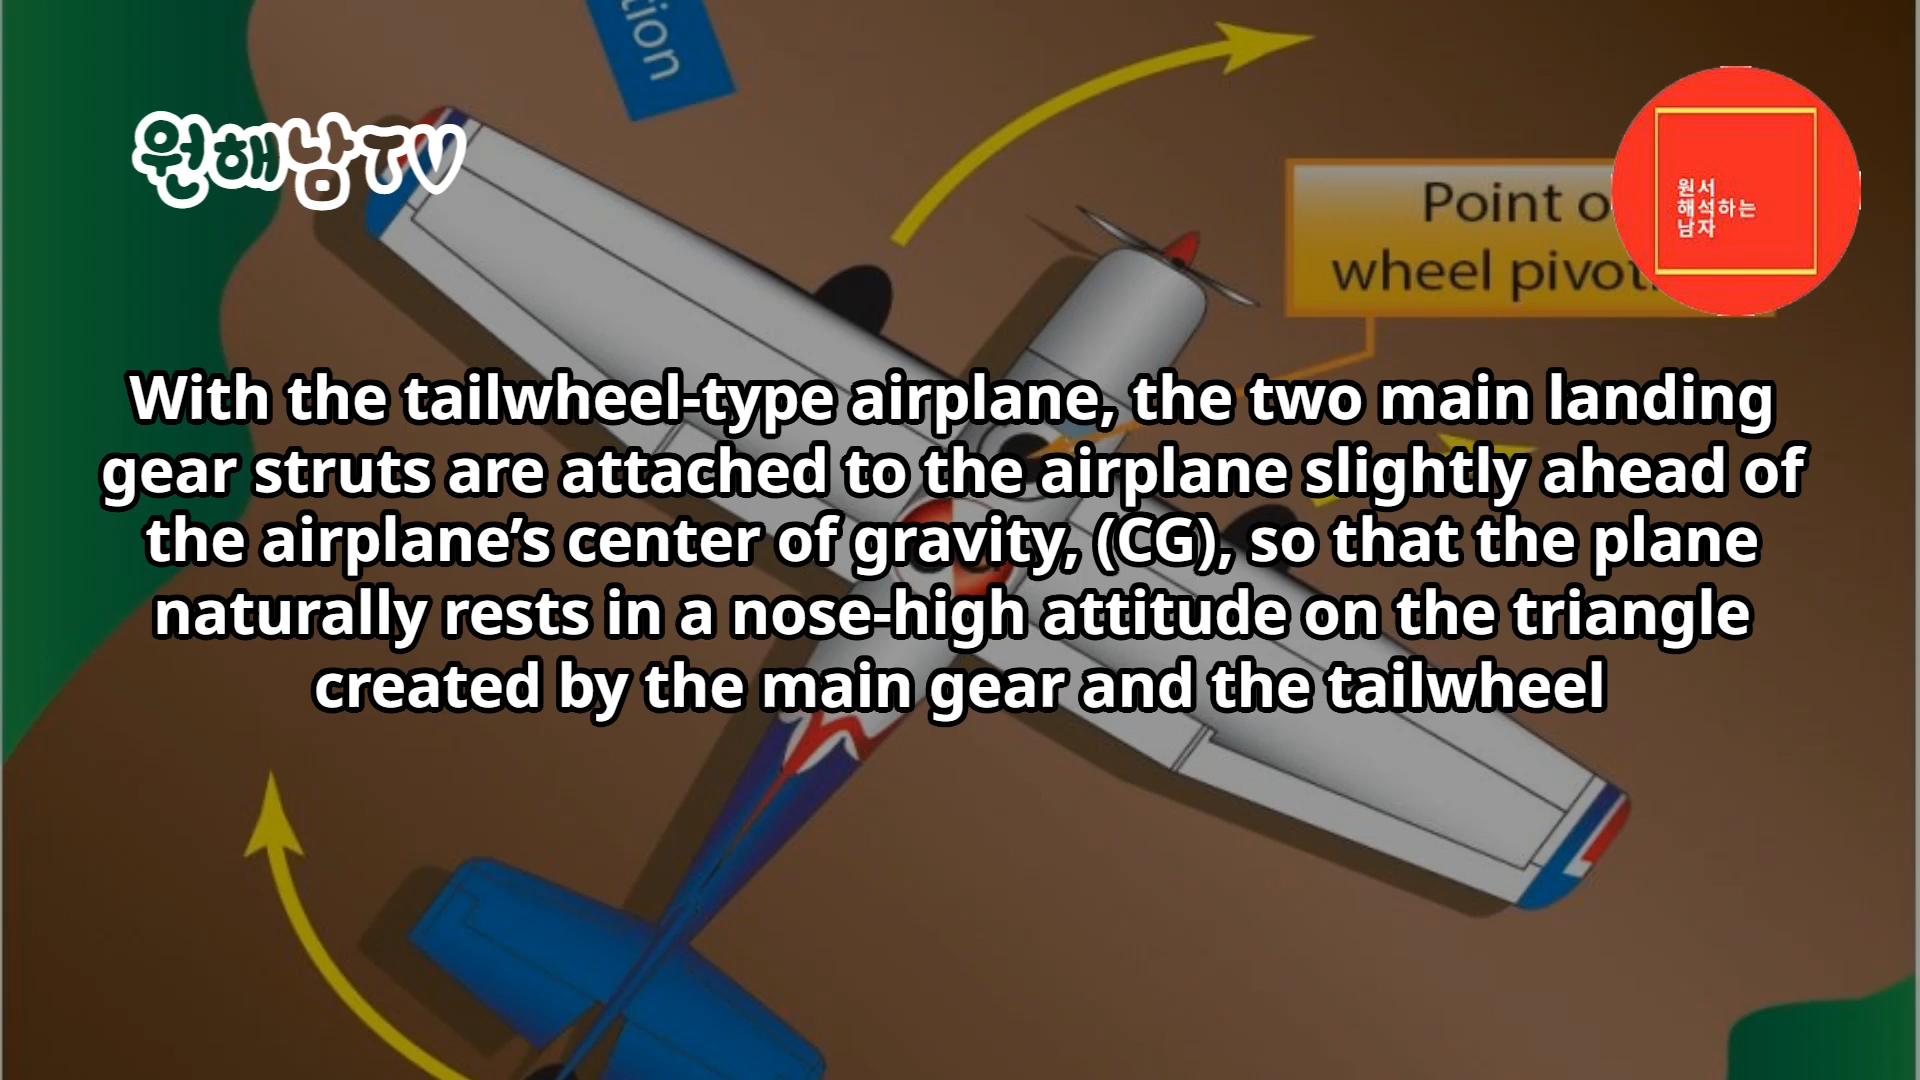 tion
원해남TV
Point o
wheel pivot
원서
해석하는
남자
With the tailwheel-type airplane, the two main landing
gear struts are attached to the airplane slightly ahead of
the airplane’s center of gravity, (CG), so that the plane
naturally rests in a nose-high attitude on the triangle
created by the main gear and the tailwheel